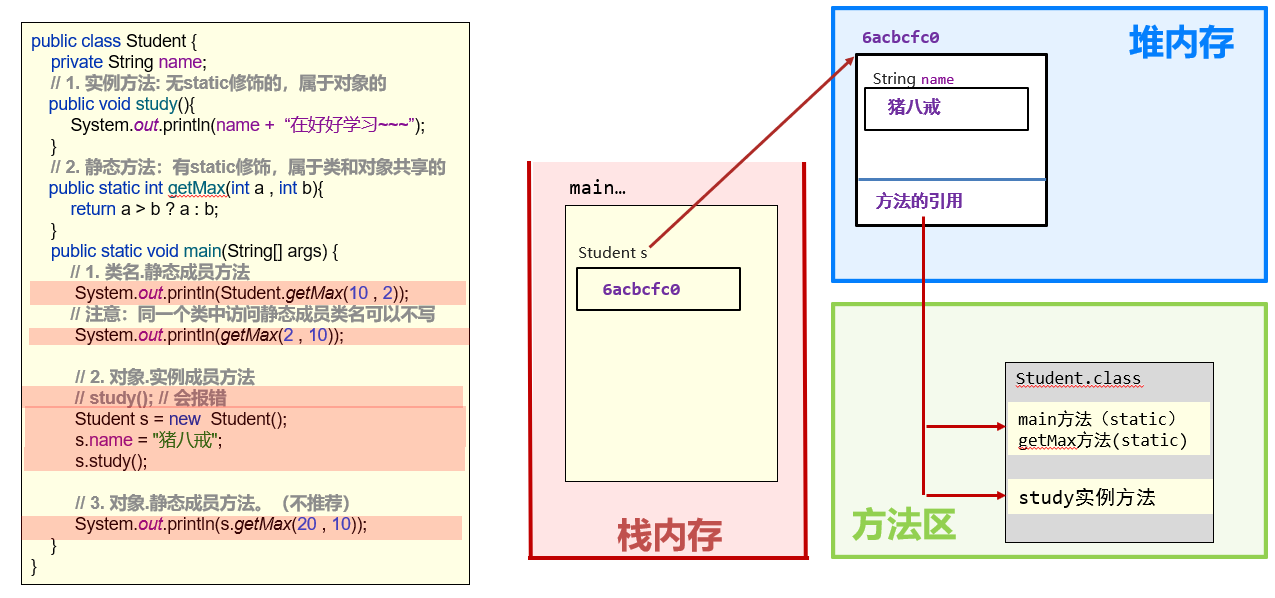 public class Student {
private String name;
// 1. 实例方法: 无static修饰的，属于对象的
public void study(){
System.out.println(name + “在好好学习~~~”);
}
// 2. 静态方法：有static修饰，属于类和对象共享的
public static int getMax(int a , int b){
return a > b ? a : b;
}
public static void main(String[] args) {
// 1. 类名.静态成员方法
System.out.println(Student.getMax(10 , 2));
// 注意：同一个类中访问静态成员类名可以不写
System.out.println(getMax(2 , 10));
// 2. 对象.实例成员方法
// study(); // 会报错
Student s = new Student();
s.name = "猪八戒";
s.study();
// 3. 对象.静态成员方法。（不推荐）
System.out.println(s.getMax(20 , 10));
}
}
main…
Student s
6acbcfc0
栈内存
6acbcfc0
堆内存
String name
猪八戒
方法的引用
Student.class
main方法（static）
getMax方法(static)
study实例方法
方法区